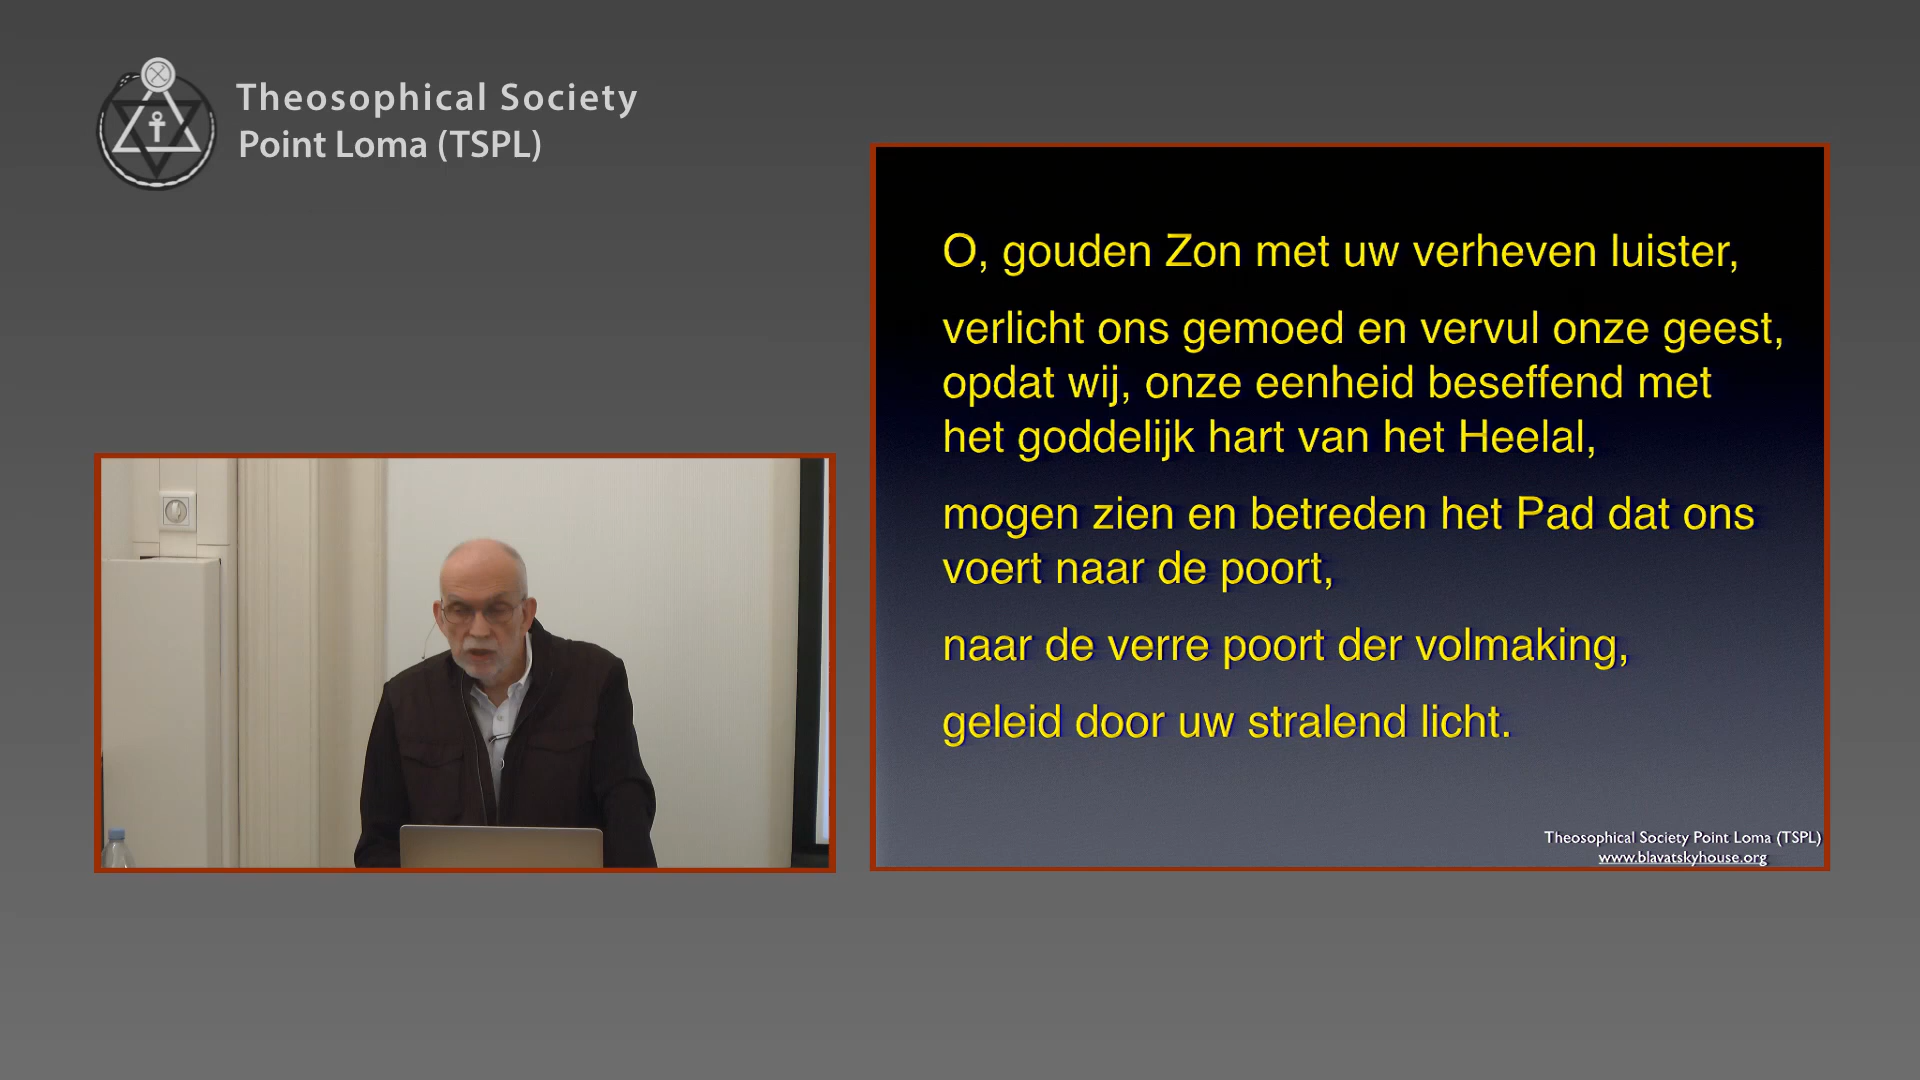 Theosophical Society
Point Loma (TSPL)
O, gouden Zon met uw verheven luister,
verlicht ons gemoed en vervul onze geest,
opdat wij, onze eenheid beseffend met
het goddelijk hart van het Heelal,
mogen zien en betreden het Pad dat ons
voert naar de poort,
naar de verre poort der volmaking,
geleid door uw stralend licht.
Theosophical Society Point Loma (TSPL)
www.blavatskyhouse.org